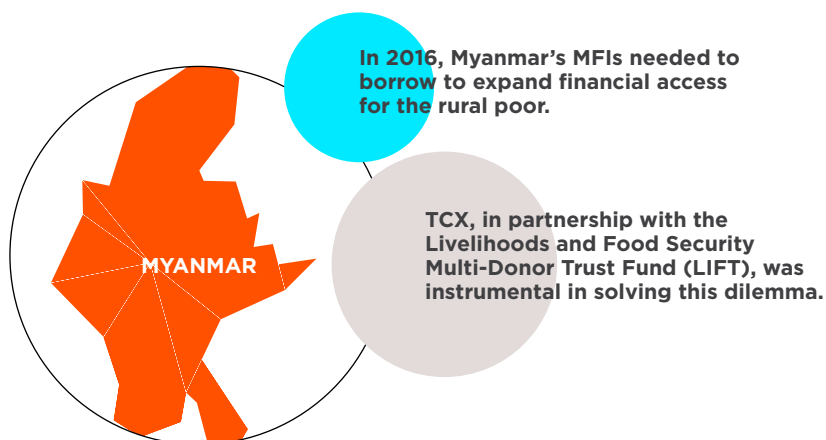 In 2016, Myanmar’s MFIs needed to
borrow to expand financial access
for the rural poor.
TCX, in partnership with the
Livelihoods and Food Security
Multi-Donor Trust Fund (LIFT), was
instrumental in solving this dilemma.
MYANMAR